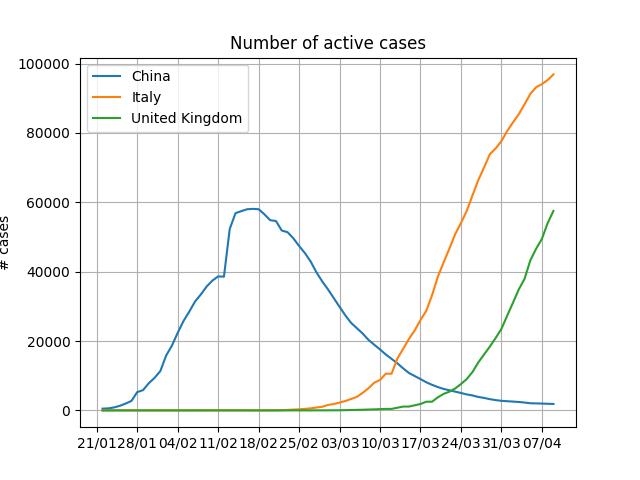 Number of active cases
China
Italy
United Kingdom
100000
80000
60000
40000
20000
0
# cases
21/01 28/01 04/02 11/02 18/02 25/02 03/03 10/03 17/03 24/03 31/03 07/04